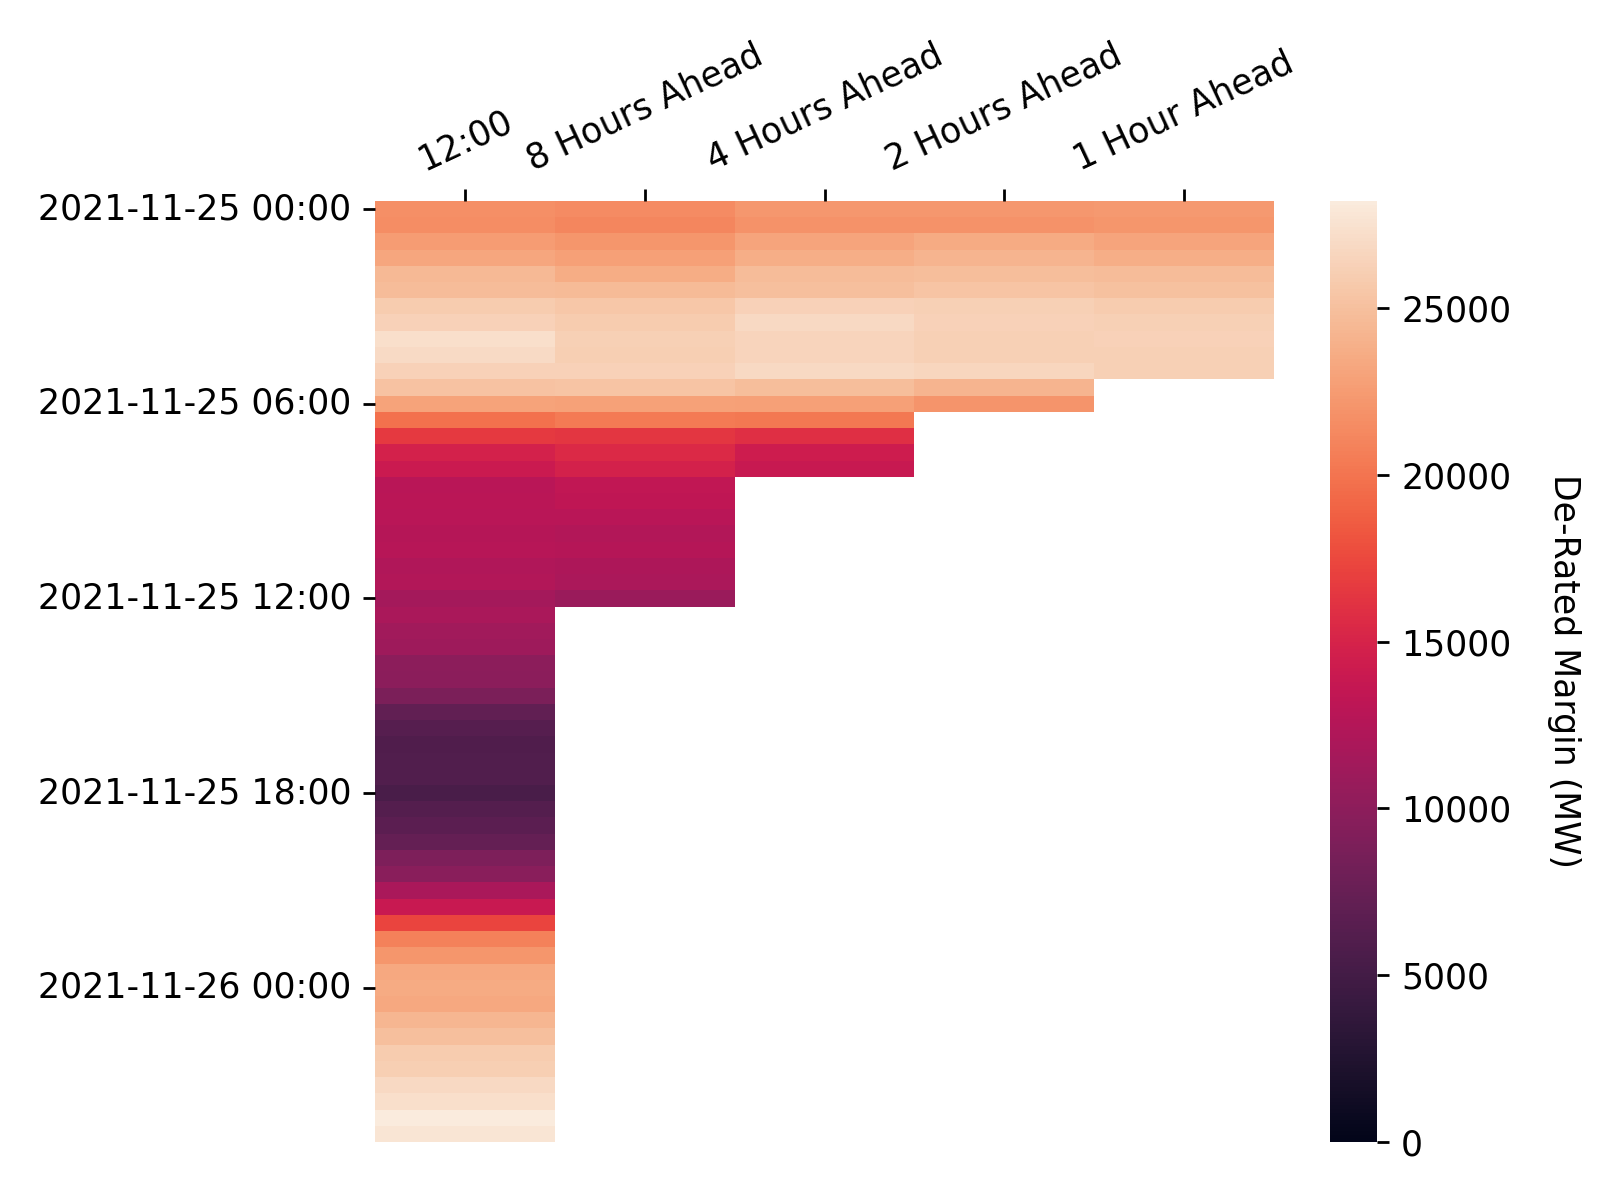 12:00
8 Hours Ahead
4 Hours Ahead
2 Hours Ahead
1 Hour Ahead
2021-11-25 00:00
2021-11-25 06:00
2021-11-25 12:00
2021-11-25 18:00
2021-11-26 00:00
25000
20000
15000
10000
5000
0
De-Rated Margin (MW)